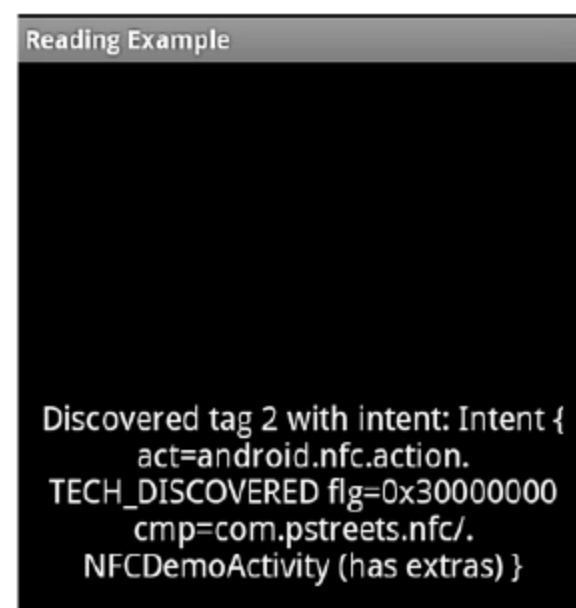 Reading Example
Discovered tag 2 with intent: Intent {
act=android.nfc.action.
TECH_DISCOVERED flg=0x30000000
cmp=com.pstreets.nfc/.
NFCDemoActivity (has extras) }